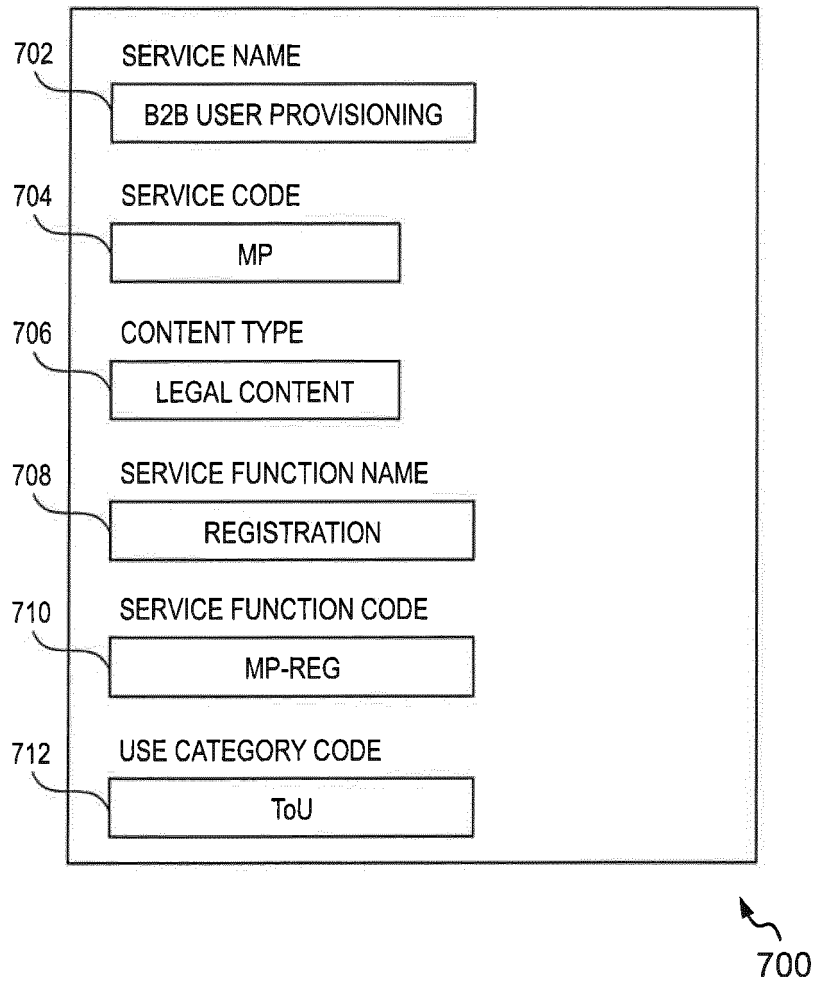 702 SERVICE NAME
B2B USER PROVISIONING
704 SERVICE CODE
MP
706 CONTENT TYPE
LEGAL CONTENT
708 SERVICE FUNCTION NAME
REGISTRATION
710 SERVICE FUNCTION CODE
MP-REG
712 USE CATEGORY CODE
ToU
700